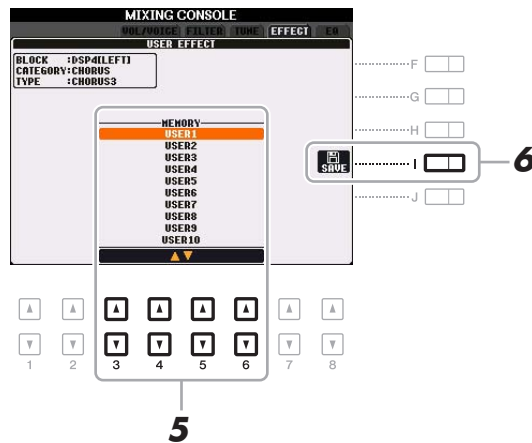 MIXING CONSOLE
VOL/VOICE FILTER TUNE EFFECT EQ
USER EFFECT
BLOCK :DSP4[LEFT]
CATEGORY:CHORUS
TYPE :CHORUS3
MEMORY
USER1
USER2
USER3
USER4
USER5
USER6
USER7
USER8
USER9
USER10
SAVE
F
G
H
I
J
6
1 2 3 4 5 6 7 8
5